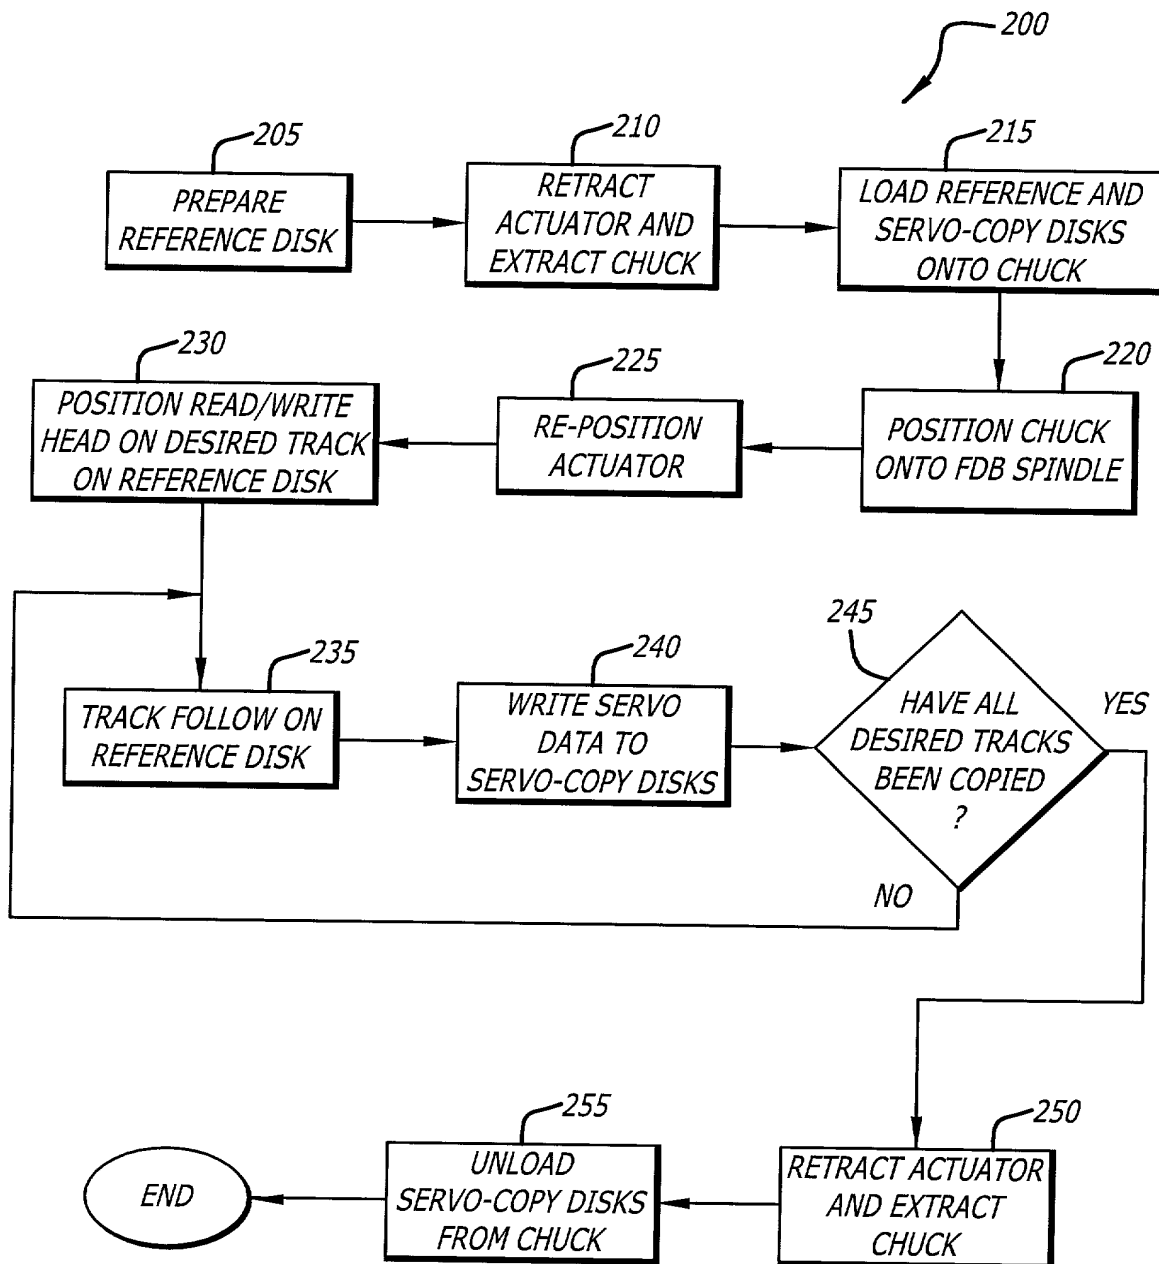 200
205
PREPARE
REFERENCE DISK
210
RETRACT
ACTUATOR AND
EXTRACT CHUCK
215
LOAD REFERENCE AND
SERVO-COPY DISKS
ONTO CHUCK
220
POSITION CHUCK
ONTO FDB SPINDLE
225
RE-POSITION
ACTUATOR
230
POSITION READ/WRITE
HEAD ON DESIRED TRACK
ON REFERENCE DISK
235
TRACK FOLLOW ON
REFERENCE DISK
240
WRITE SERVO
DATA TO
SERVO-COPY DISKS
245
HAVE ALL
DESIRED TRACKS
BEEN COPIED
?
YES
NO
250
RETRACT ACTUATOR
AND EXTRACT
CHUCK
255
UNLOAD
SERVO-COPY DISKS
FROM CHUCK
END